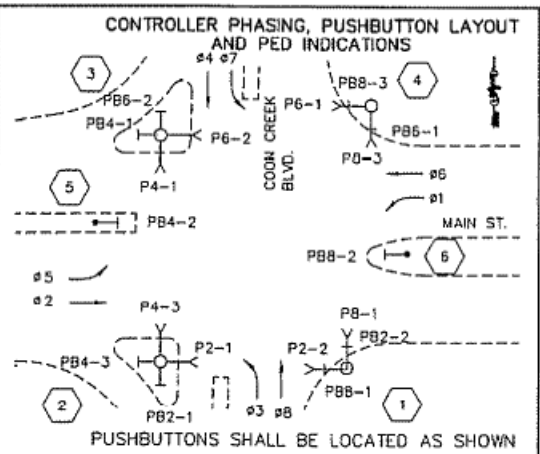 CONTROLLER PHASING, PUSHBUTTON LAYOUT
AND PED INDICATIONS
ø4 ø7
3
PB6-2
PB4-1
P6-2
P4-1
COON CREEK
BLVD.
PB8-3
4
P6-1
PB6-1
P8-3
ø6
ø1
5
PB4-2
MAIN ST.
PB8-2
6
ø5
ø2
P4-3
P8-1
PB2-2
P2-1
P2-2
PB4-3
PB8-1
2
PB2-1
ø3 ø8
1
PUSHBUTTONS SHALL BE LOCATED AS SHOWN